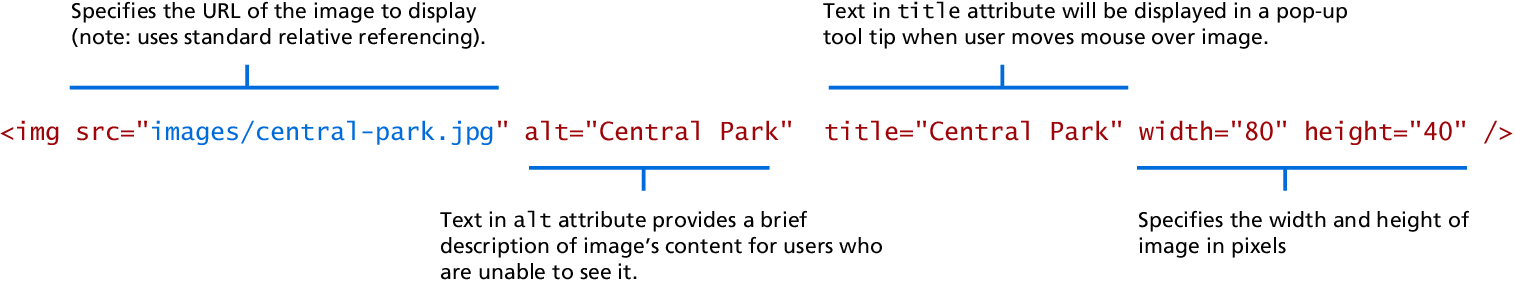 Specifies the URL of the image to display
(note: uses standard relative referencing).
Text in title attribute will be displayed in a pop-up
tool tip when user moves mouse over image.
<img src="images/central-park.jpg" alt="Central Park"  title="Central Park" width="80" height="40" />
Text in alt attribute provides a brief
description of image’s content for users who
are unable to see it.
Specifies the width and height of
image in pixels